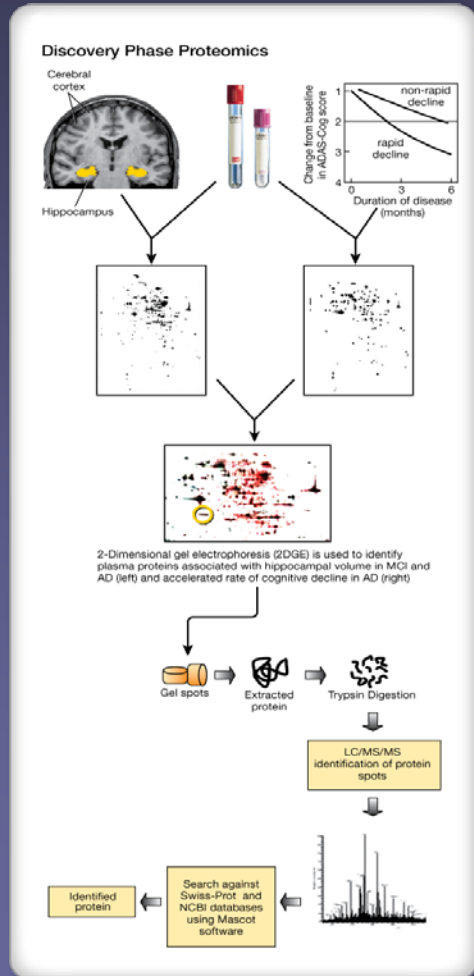 Discovery Phase Proteomics
Cerebral
cortex
Hippocampus
Change from baseline
in ADAS-Cog score
1
2
3
4
non-rapid
decline
rapid
decline
0
3
6
Duration of disease
(months)
2-Dimensional gel electrophoresis (2DGE) is used to identify
plasma proteins associated with hippocampal volume in MCI and
AD (left) and accelerated rate of cognitive decline in AD (right)
Gel spots
Extracted
protein
Trypsin Digestion
LC/MS/MS
identification of protein
spots
Search against
Swiss-Prot and
NCBI databases
using Mascot
software
Identified
protein